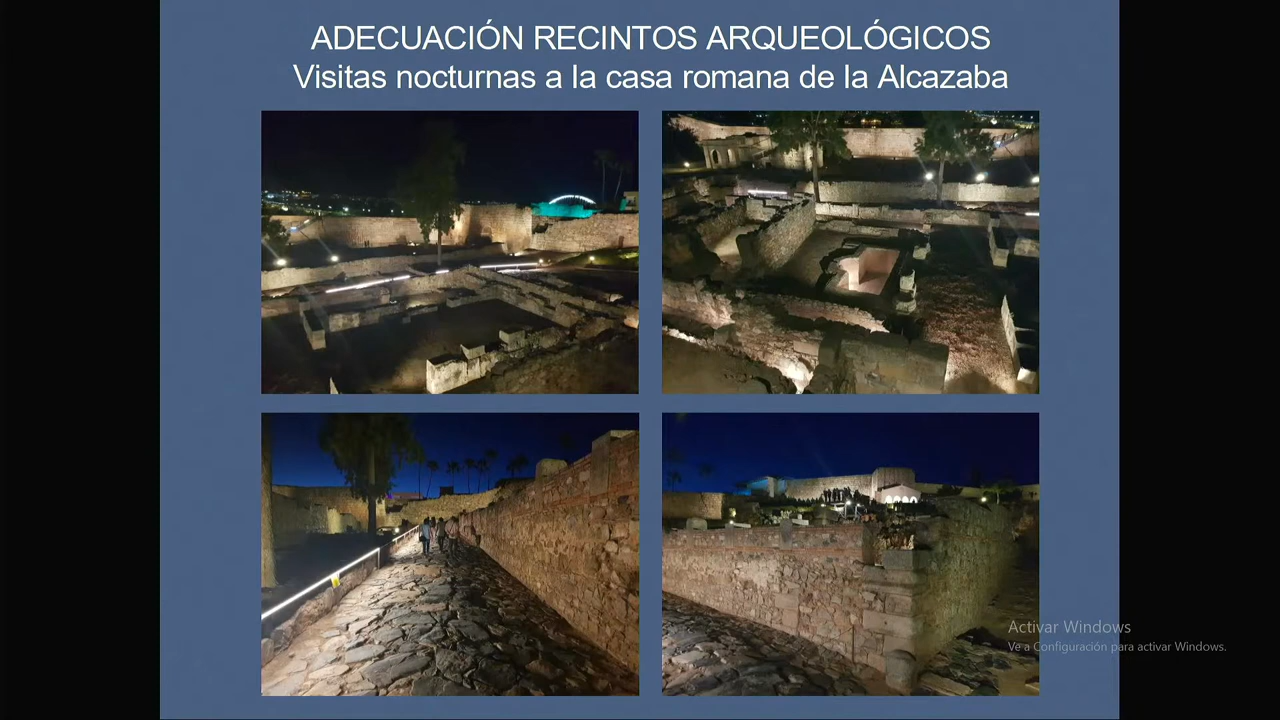 ADECUACIÓN RECINTOS ARQUEOLÓGICOS
Visitas nocturnas a la casa romana de la Alcazaba
Activar Windows
Ve a Configuración para activar Windows.